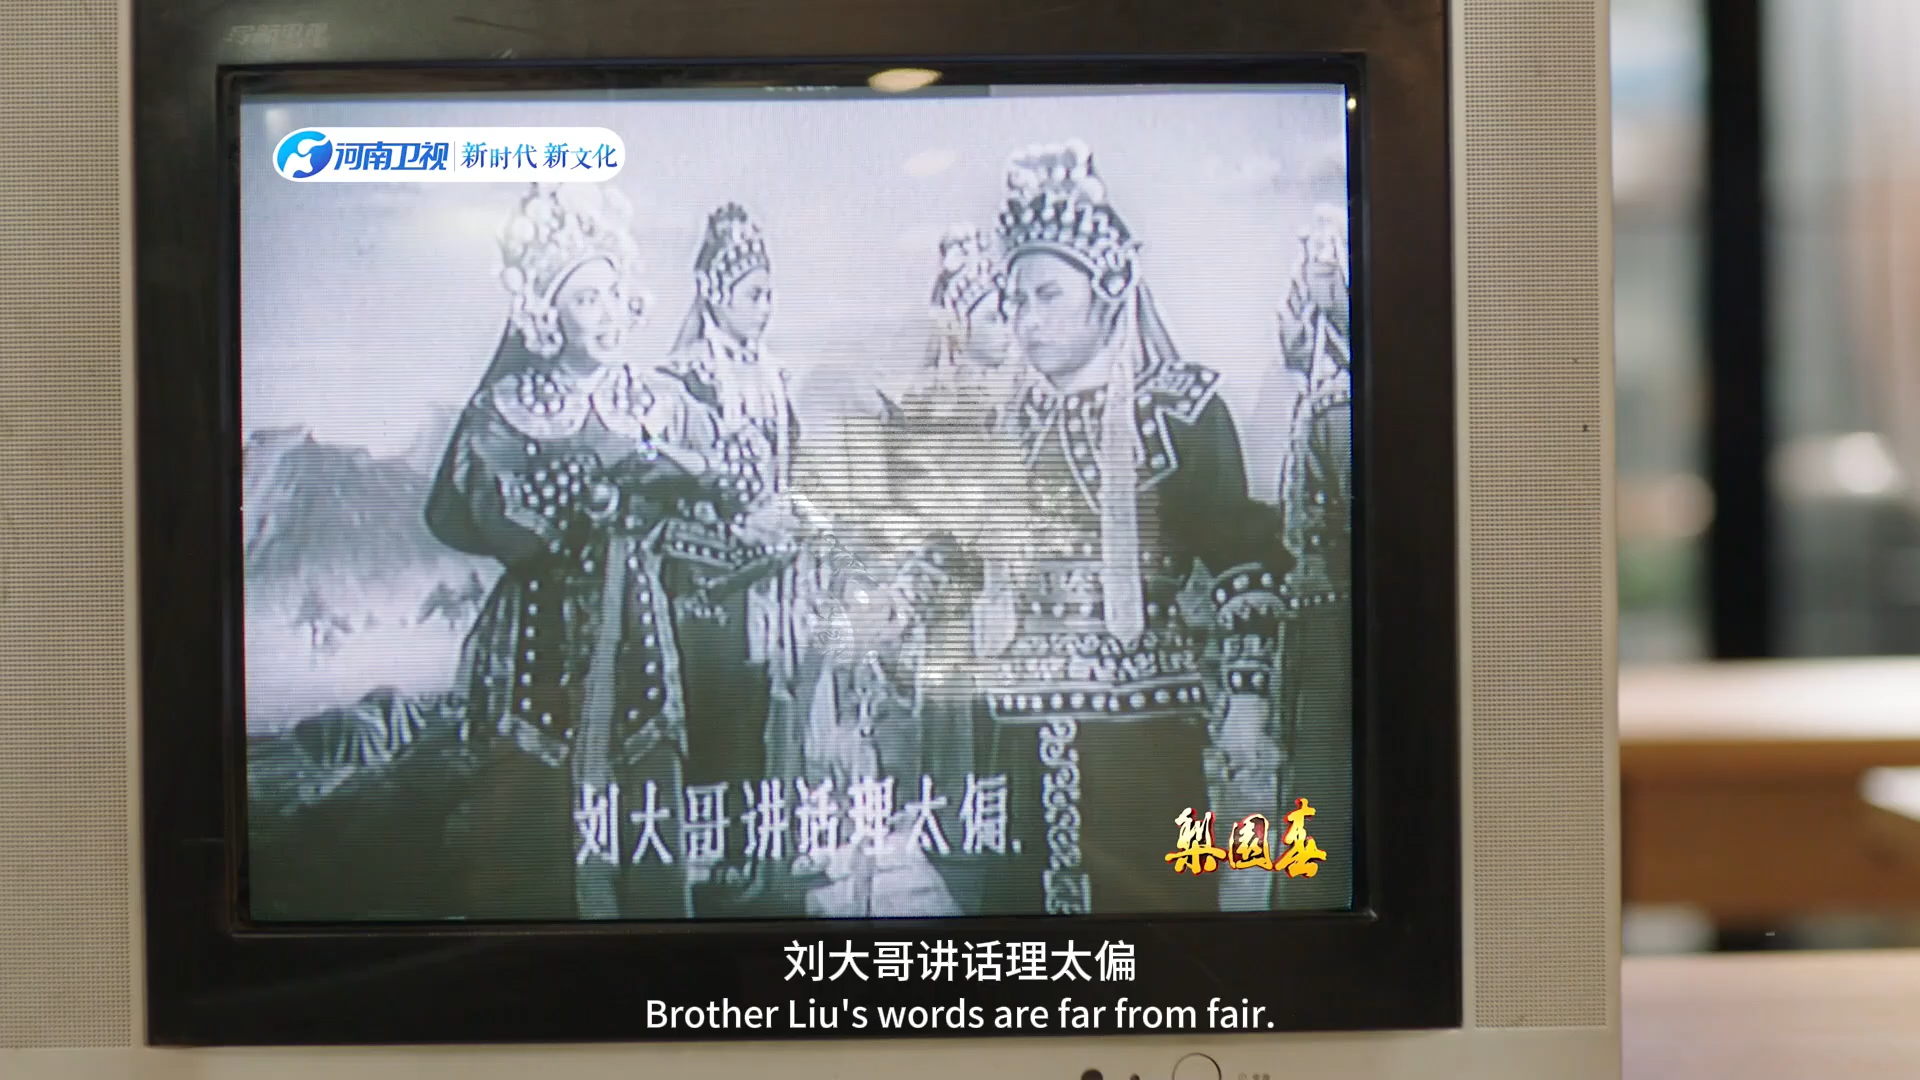 河南卫视 新时代 新文化
刘大哥讲话理太偏.
梨园春
刘大哥讲话理太偏
Brother Liu's words are far from fair.